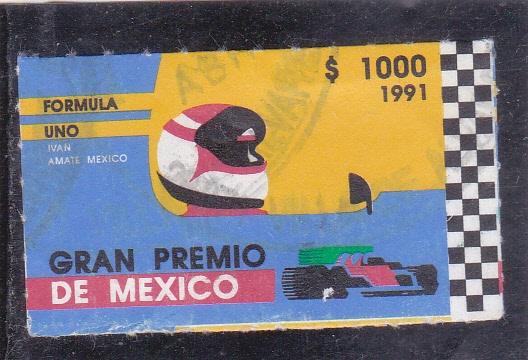 $ 1000
1991
FORMULA
UNO
IVAN
AMATE MEXICO
GRAN PREMIO
DE MEXICO